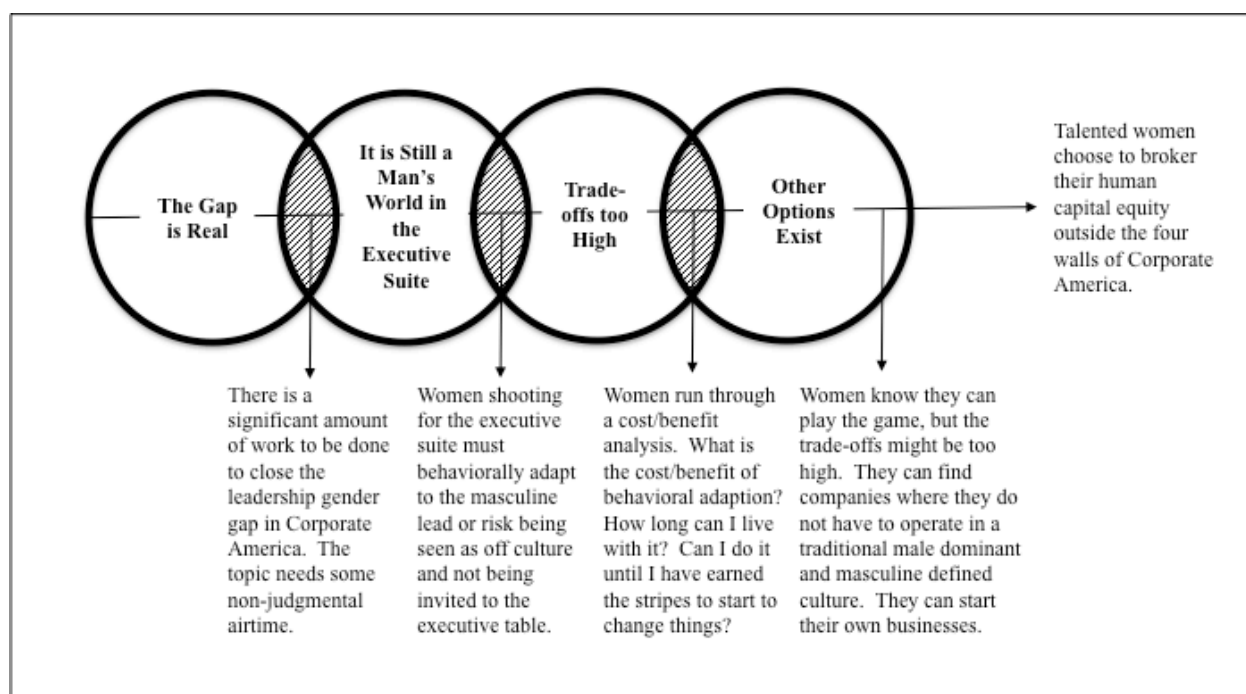 The Gap
is Real
It is Still a
Man's
World in
the
Executive
Suite
Trade-
offs too
High
Other
Options
Exist
Talented women
choose to broker
their human
capital equity
outside the four
walls of Corporate
America.
There is a
significant amount
of work to be done
to close the
leadership gender
gap in Corporate
America.  The
topic needs some
non-judgmental
airtime.
Women shooting
for the executive
suite must
behaviorally adapt
to the masculine
lead or risk being
seen as off culture
and not being
invited to the
executive table.
Women run through
a cost/benefit
analysis.  What is
the cost/benefit of
behavioral adaption?
How long can I live
with it?  Can I do it
until I have earned
the stripes to start to
change things?
Women know they can
play the game, but the
trade-offs might be too
high.  They can find
companies where they do
not have to operate in a
traditional male dominant
and masculine defined
culture.  They can start
their own businesses.